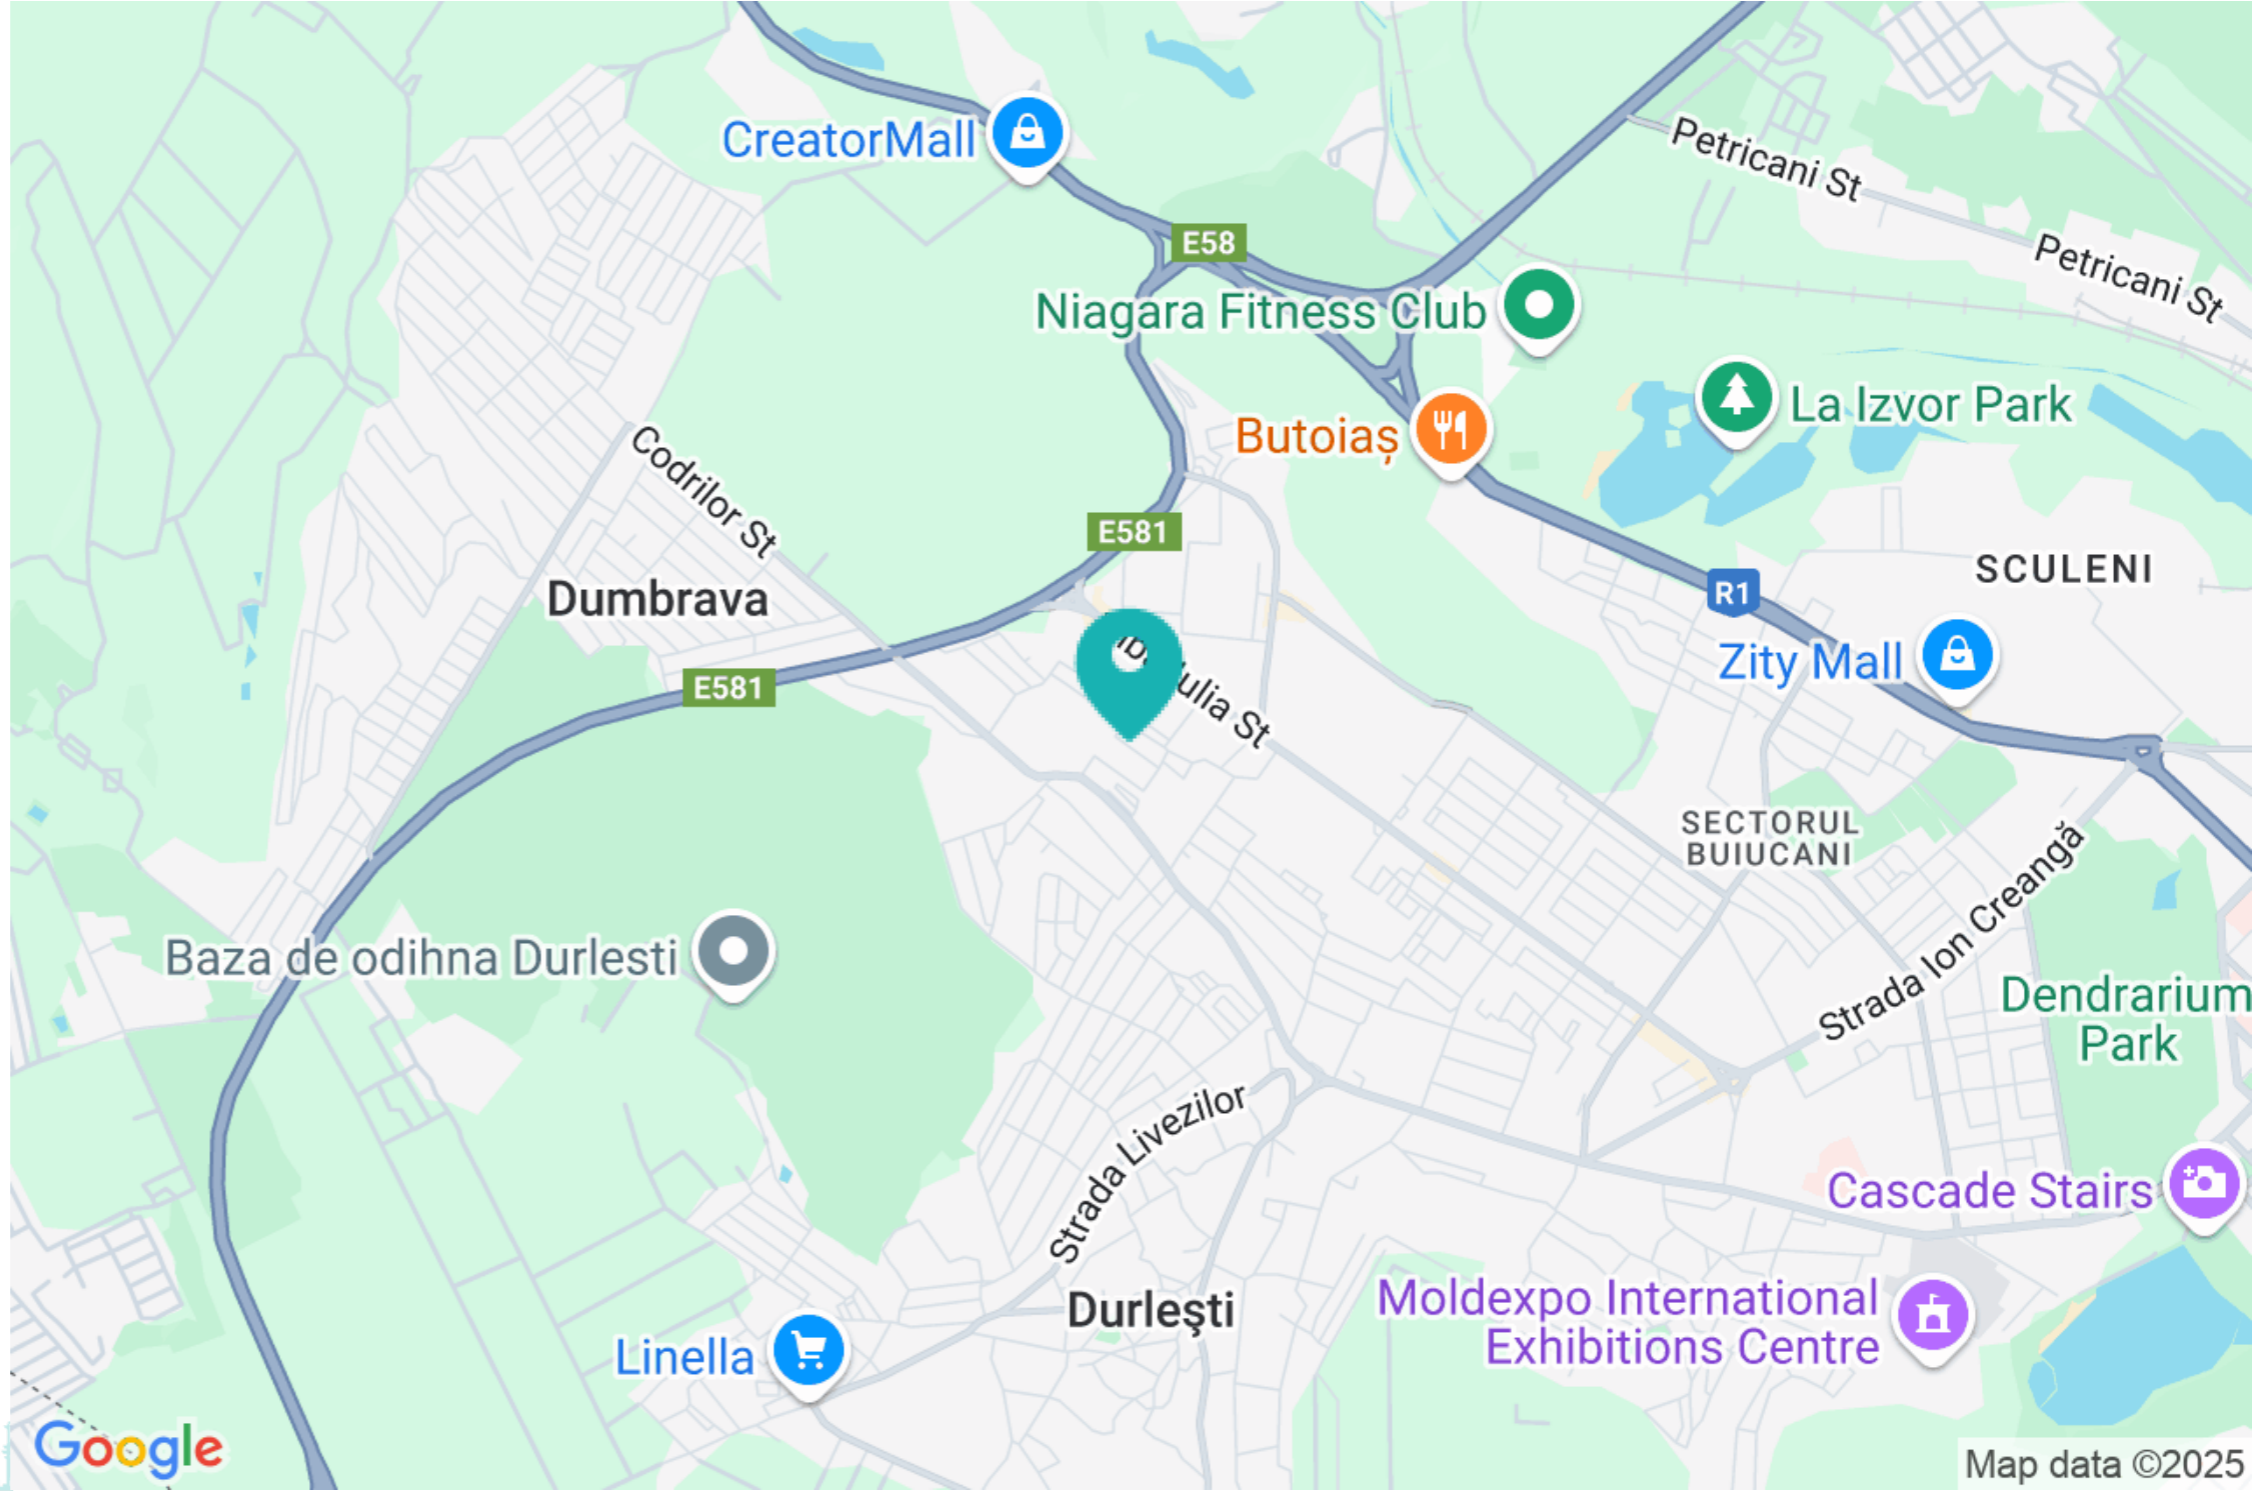 CreatorMall
Petricani St
E58
Petricani St
Niagara Fitness Club
La Izvor Park
Butoiaș
Codrilor St
E581
SCULENI
Dumbrava
R1
Zity Mall
E581
Iulia St
SECTORUL
BUIUCANI
Strada Ion Creangă
Baza de odihna Durlesti
Dendrarium
Park
Strada Livezilor
Cascade Stairs
Durleşti
Moldexpo International
Exhibitions Centre
Linella
Google
Map data ©2025